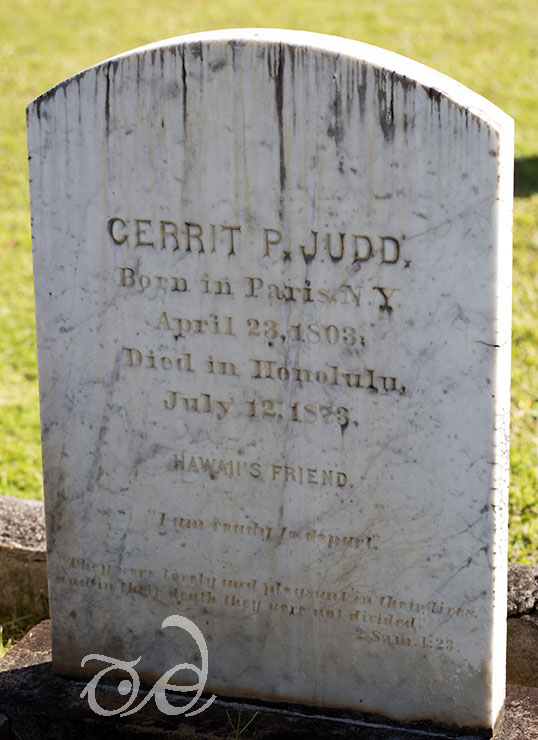 GERRIT P. JUDD.
Born in Paris N.Y
April 23, 1803;
Died in Honolulu,
July 12, 1873.
HAWAII'S FRIEND.
"I am ready to depart".
"They were lovely and pleasant in their lives,
and in their death they were not divided."
2 Sam. 1:23.